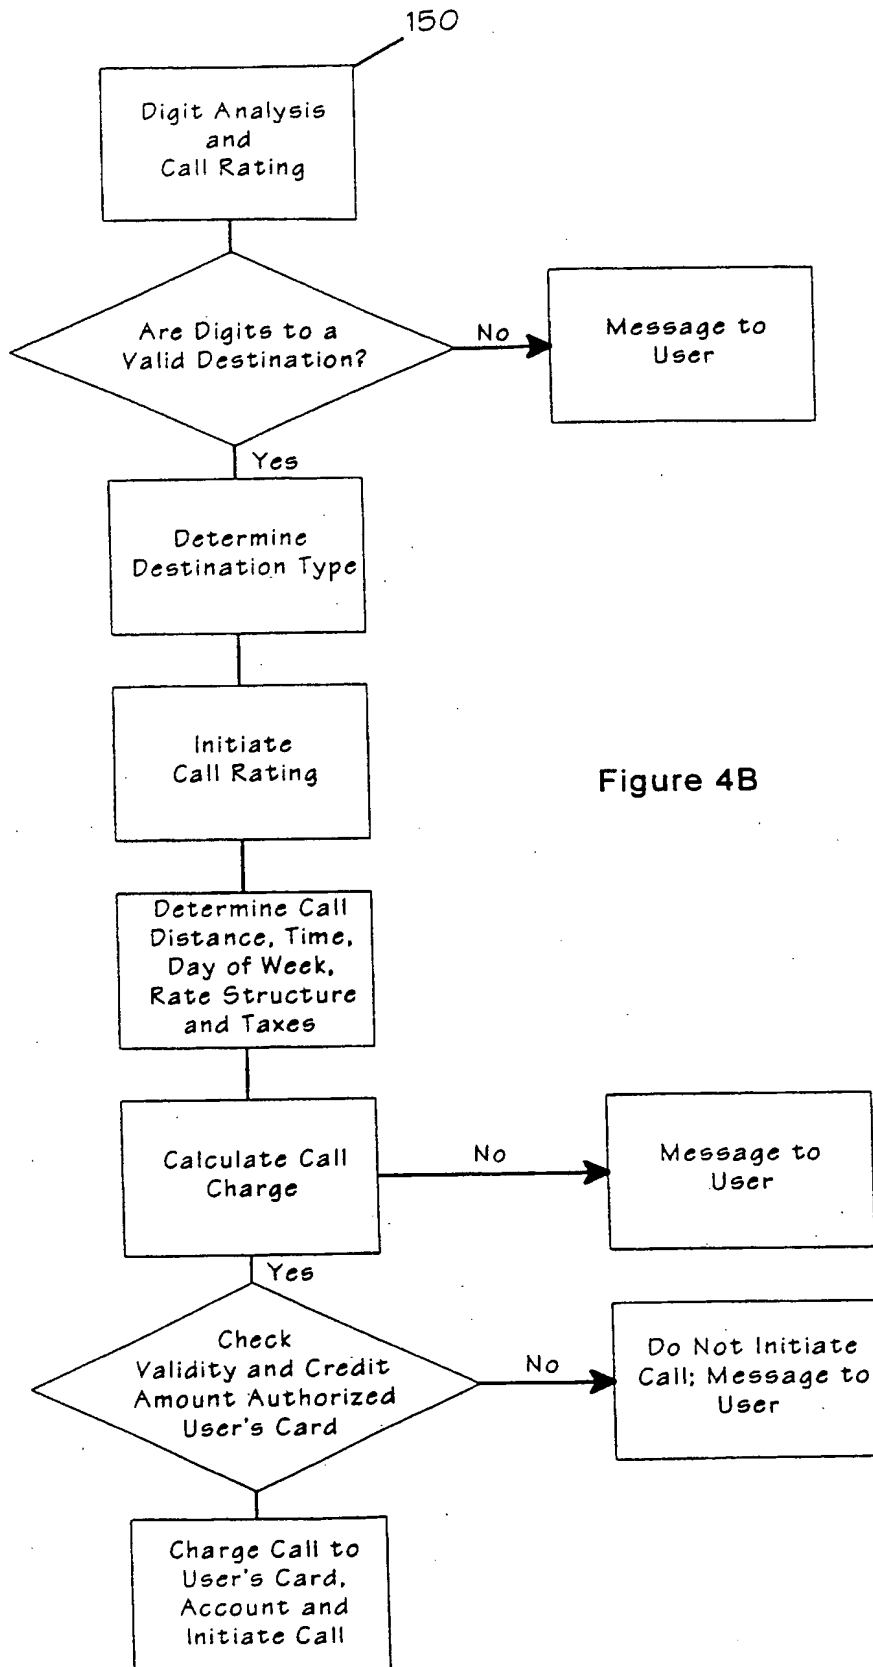 150
Digit Analysis
and
Call Rating
Are Digits to a
Valid Destination?
No
Message to
User
Yes
Determine
Destination Type
Initiate
Call Rating
Figure 4B
Determine Call
Distance, Time,
Day of Week,
Rate Structure
and Taxes
Calculate Call
Charge
No
Message to
User
Yes
Check
Validity and Credit
Amount Authorized
User's Card
No
Do Not Initiate
Call; Message to
User
Charge Call to
User's Card,
Account and
Initiate Call